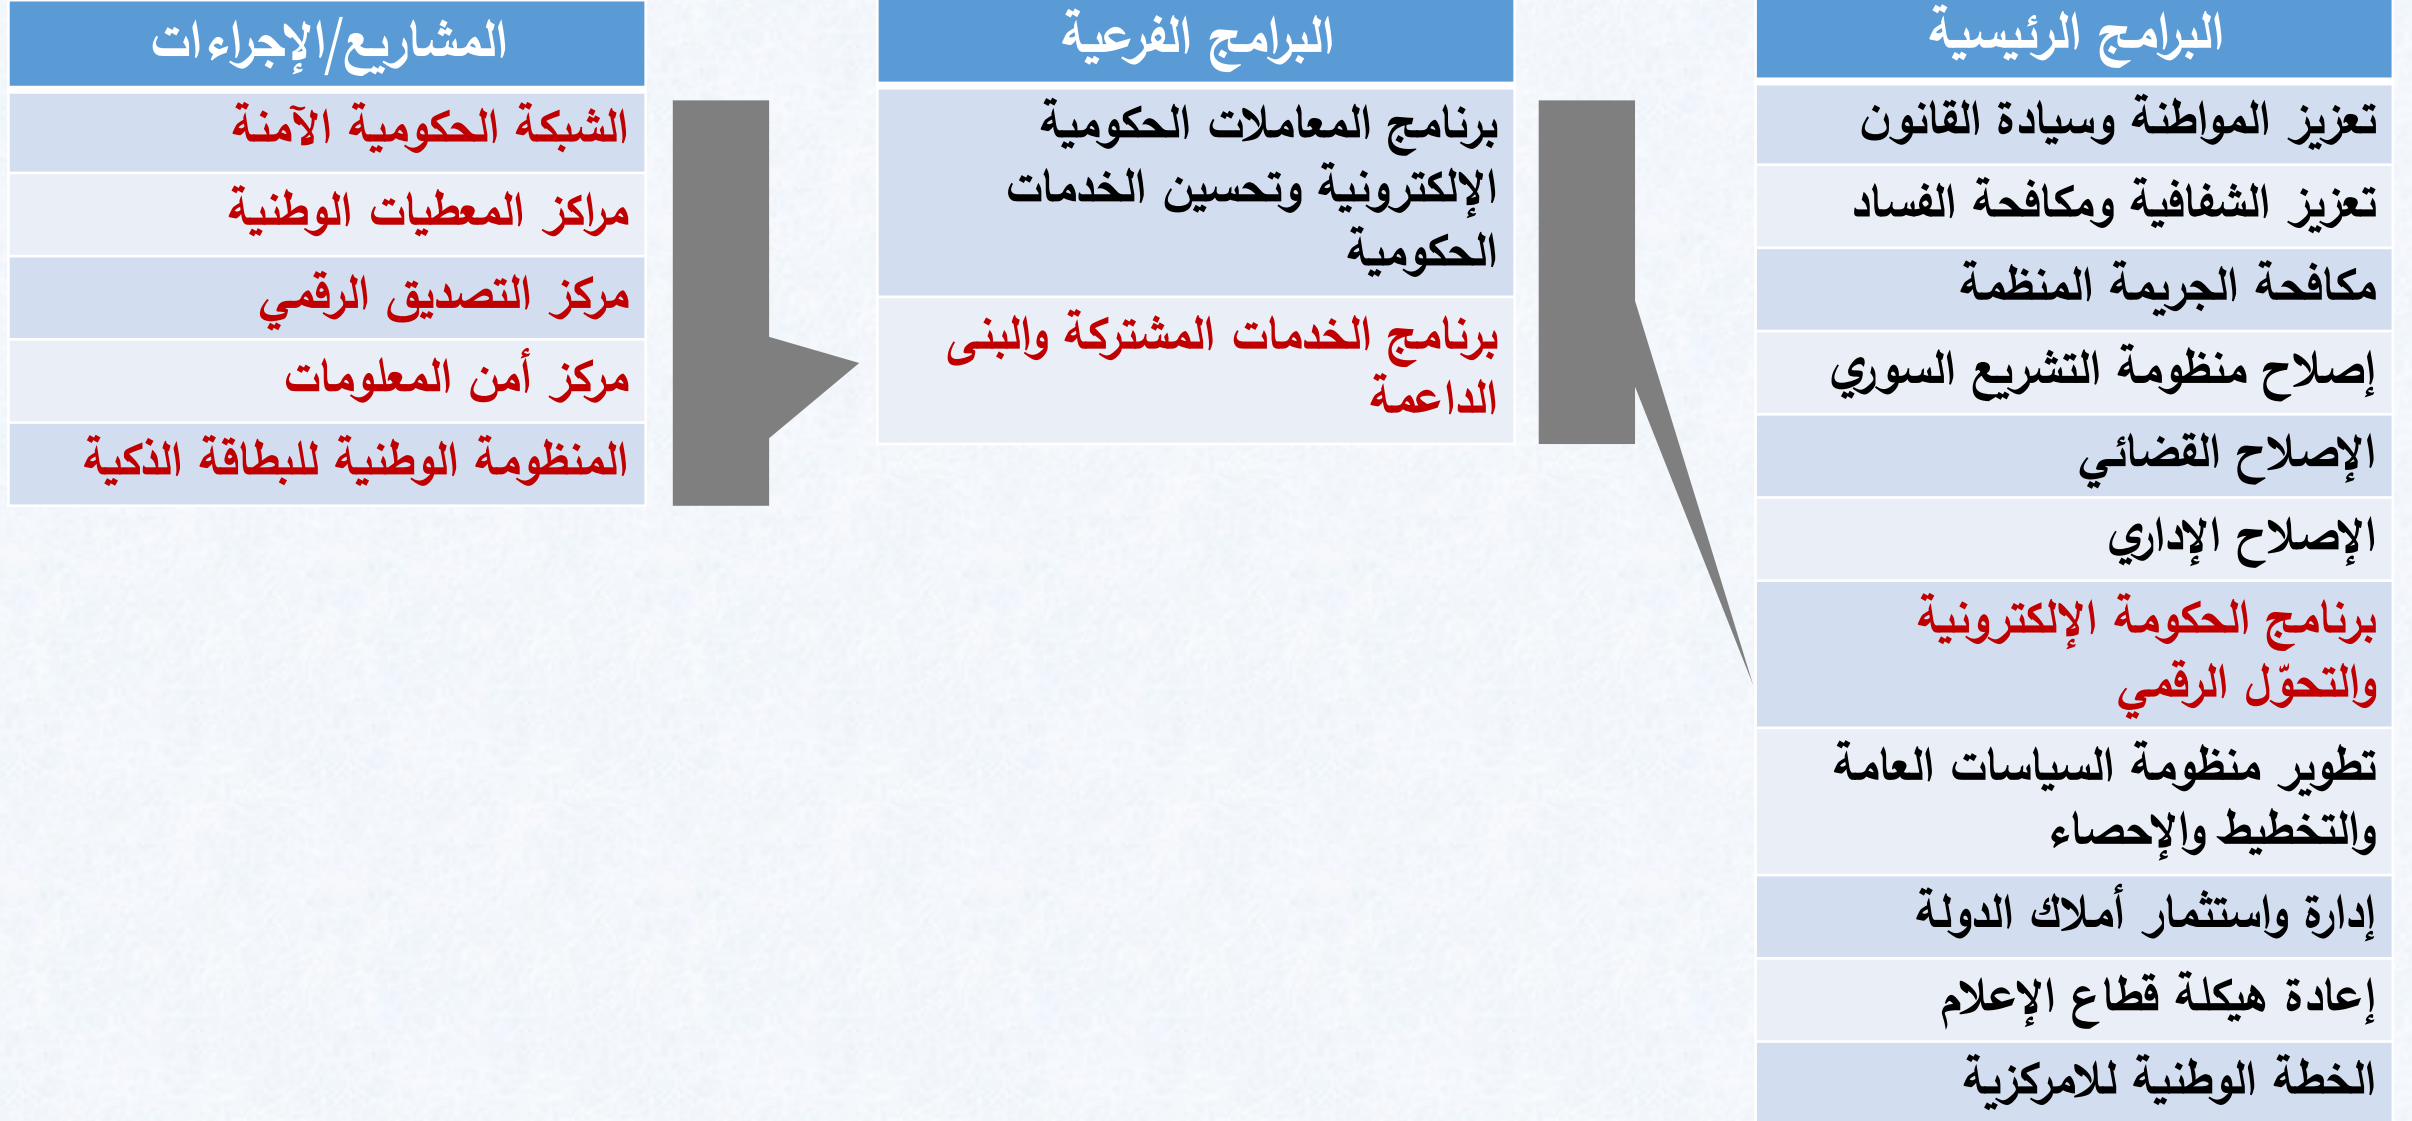 البرامج الرئيسية
تعزيز المواطنة وسيادة القانون
تعزيز الشفافية ومكافحة الفساد
مكافحة الجريمة المنظمة
إصلاح منظومة التشريع السوري
الإصلاح القضائي
الإصلاح الإداري
برنامج الحكومة الإلكترونية
والتحوّل الرقمي
تطوير منظومة السياسات العامة
والتخطيط والإحصاء
إدارة واستثمار أملاك الدولة
إعادة هيكلة قطاع الإعلام
الخطة الوطنية للامركزية
البرامج الفرعية
برنامج المعاملات الحكومية
الإلكترونية وتحسين الخدمات
الحكومية
برنامج الخدمات المشتركة والبنى
الداعمة
المشاريع/الإجراءات
الشبكة الحكومية الآمنة
مراكز المعطيات الوطنية
مركز التصديق الرقمي
مركز أمن المعلومات
المنظومة الوطنية للبطاقة الذكية